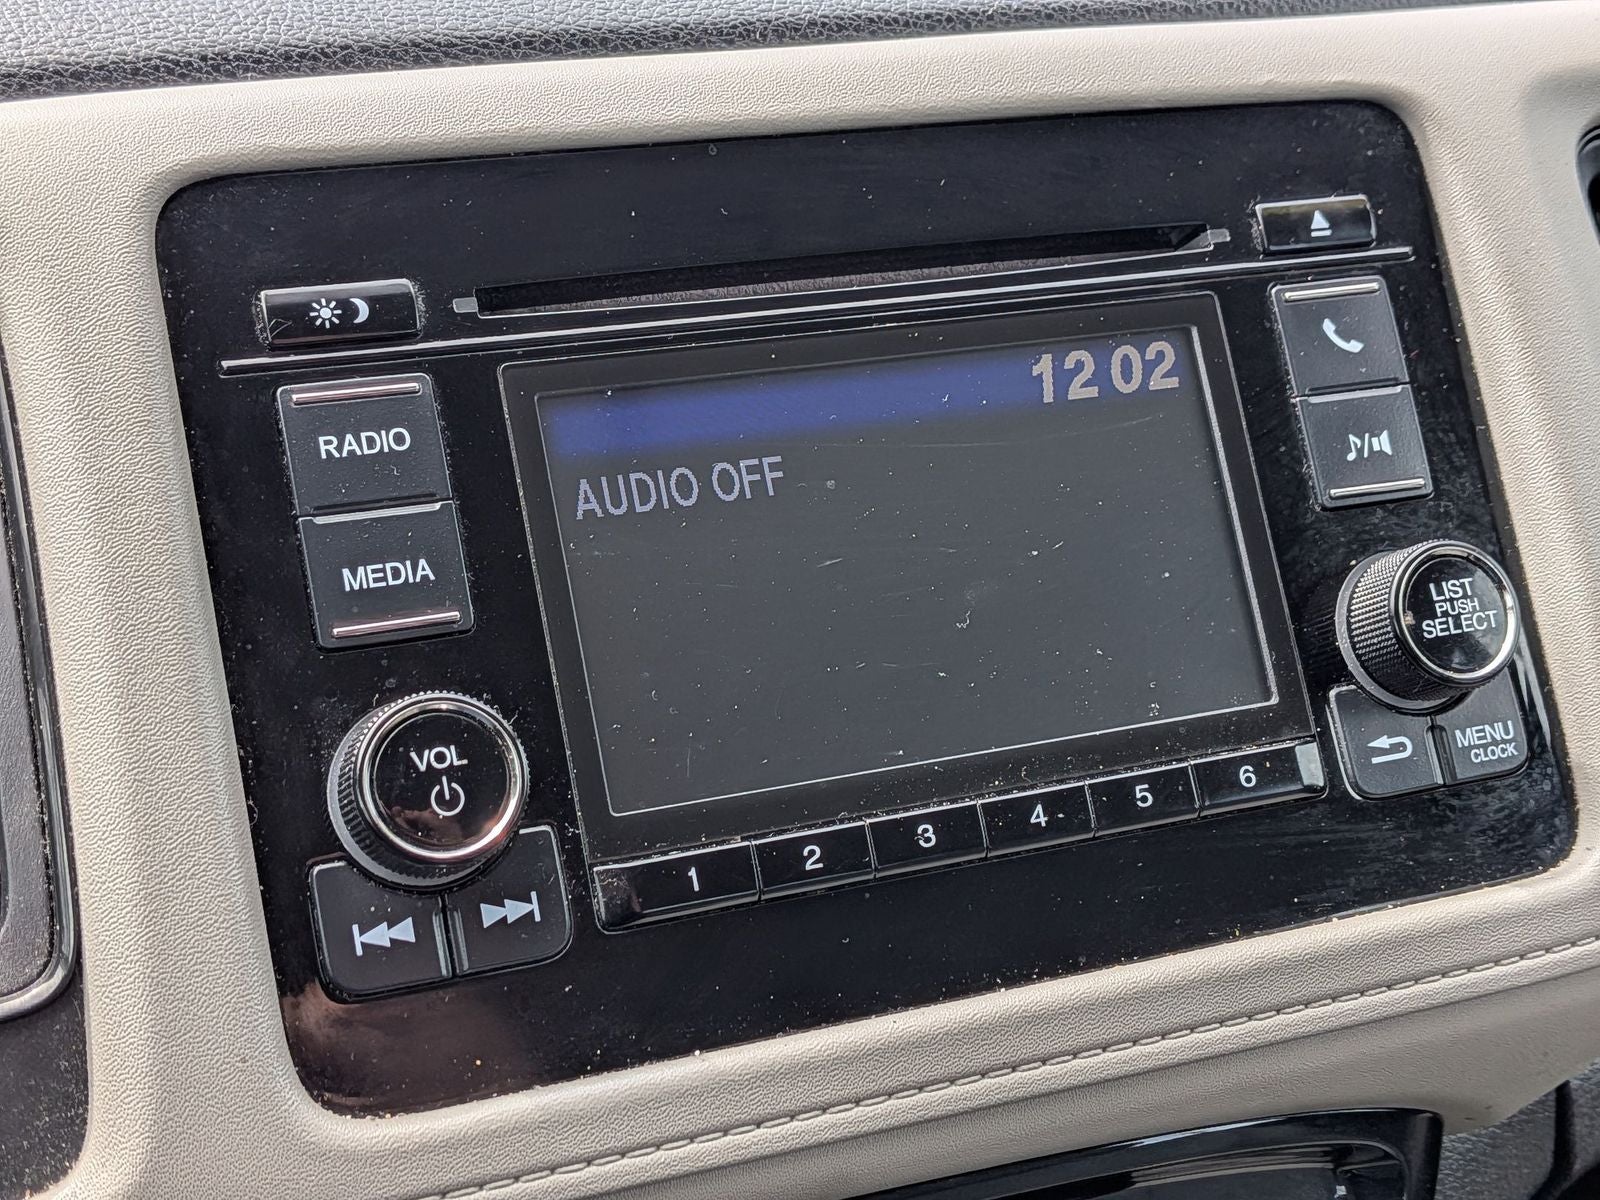 12 02
AUDIO OFF
RADIO
MEDIA
VOL
LIST
PUSH
SELECT
MENU
CLOCK
1 2 3 4 5 6